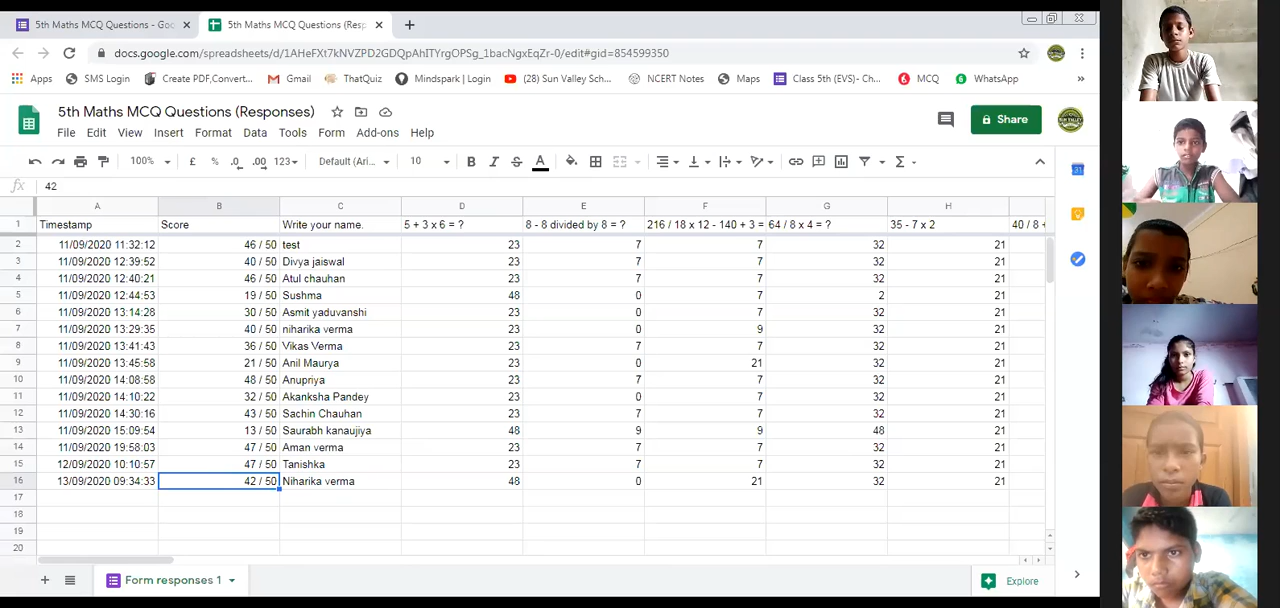 5th Maths MCQ Questions - Goo
5th Maths MCQ Questions (Resp
docs.google.com/spreadsheets/d/1AHeFXt7kNVZPD2GDQpAhITYrgOPSg_1bacNgxEqZr-0/edit#gid=854599350
Apps SMS Login Create PDF,Convert... Gmail ThatQuiz Mindspark | Login (28) Sun Valley Sch... NCERT Notes Maps Class 5th (EVS)- Ch... MCQ WhatsApp »
5th Maths MCQ Questions (Responses)
Share
File Edit View Insert Format Data Tools Form Add-ons Help
100% £ % .0 .00 123 Default (Ari... 10 B I S A Σ
fx 42
A B C D E F G H
1 Timestamp Score Write your name. 5 + 3 x 6 = ? 8 - 8 divided by 8 = ? 216 / 18 x 12 - 140 + 3 = 64 / 8 x 4 = ? 35 - 7 x 2 40 / 8 +
2 11/09/2020 11:32:12 46 / 50 test 23 7 7 32 21
3 11/09/2020 12:39:52 40 / 50 Divya jaiswal 23 7 7 32 21
4 11/09/2020 12:40:21 46 / 50 Atul chauhan 23 7 7 32 21
5 11/09/2020 12:44:53 19 / 50 Sushma 48 0 7 2 21
6 11/09/2020 13:14:28 30 / 50 Asmit yaduvanshi 23 0 7 32 21
7 11/09/2020 13:29:35 40 / 50 niharika verma 23 0 9 32 21
8 11/09/2020 13:41:43 36 / 50 Vikas Verma 23 7 7 32 21
9 11/09/2020 13:45:58 21 / 50 Anil Maurya 23 0 21 32 21
10 11/09/2020 14:08:58 48 / 50 Anupriya 23 7 7 32 21
11 11/09/2020 14:10:22 32 / 50 Akanksha Pandey 23 0 7 32 21
12 11/09/2020 14:30:16 43 / 50 Sachin Chauhan 23 7 7 32 21
13 11/09/2020 15:09:54 13 / 50 Saurabh kanaujiya 48 9 9 48 21
14 11/09/2020 19:58:03 47 / 50 Aman verma 23 7 7 32 21
15 12/09/2020 10:10:57 47 / 50 Tanishka 23 7 7 32 21
16 13/09/2020 09:34:33 42 / 50 Niharika verma 48 0 21 32 21
17
18
19
20
Form responses 1
Explore